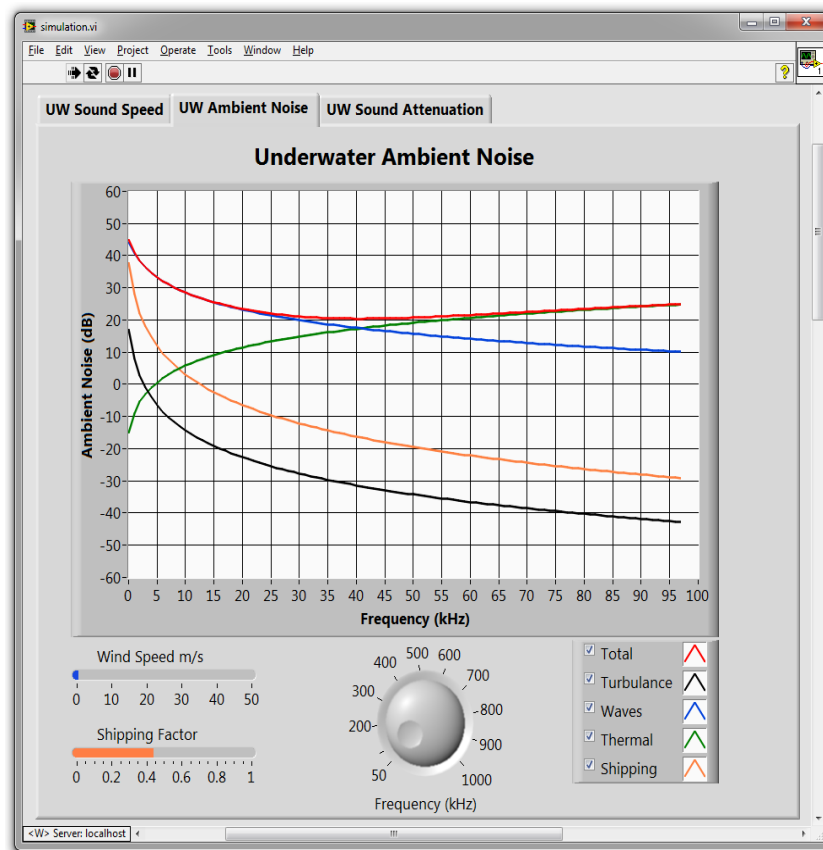 simulation.vi
File Edit View Project Operate Tools Window Help
1
UW Sound Speed UW Ambient Noise UW Sound Attenuation
Underwater Ambient Noise
60
50
40
30
20
10
0
-10
-20
-30
-40
-50
-60
Ambient Noise (dB)
0 5 10 15 20 25 30 35 40 45 50 55 60 65 70 75 80 85 90 95 100
Frequency (kHz)
Wind Speed m/s
0 10 20 30 40 50
Shipping Factor
0 0.2 0.4 0.6 0.8 1
50 200 300 400 500 600 700 800 900 1000
Frequency (kHz)
Total
Turbulance
Waves
Thermal
Shipping
<W> Server: localhost